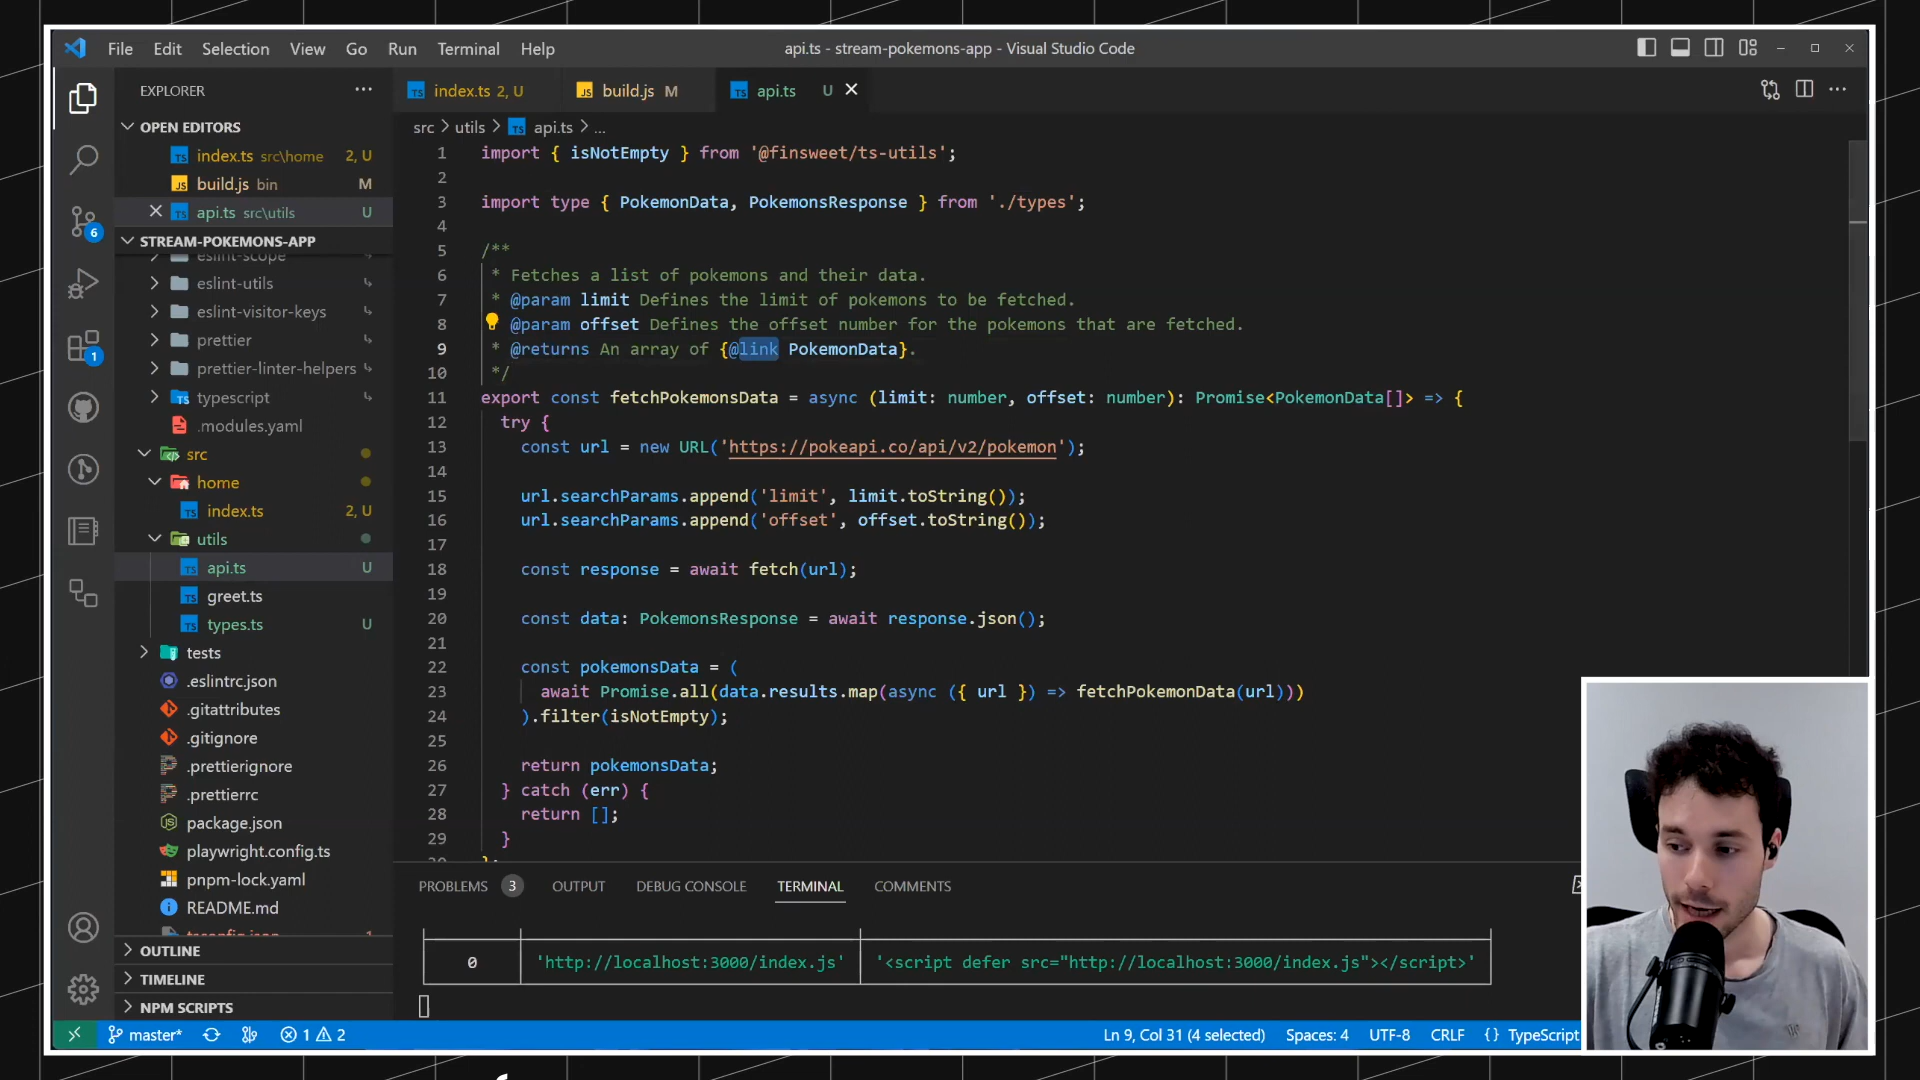 File Edit Selection View Go Run Terminal Help
api.ts - stream-pokemons-app - Visual Studio Code
EXPLORER
index.ts 2, U
build.js M
api.ts U
OPEN EDITORS
index.ts src\home 2, U
build.js bin M
api.ts src\utils U
STREAM-POKEMONS-APP
eslint-scope
eslint-utils
eslint-visitor-keys
prettier
prettier-linter-helpers
typescript
.modules.yaml
src
home
index.ts 2, U
utils
api.ts U
greet.ts
types.ts U
tests
.eslintrc.json
.gitattributes
.gitignore
.prettierignore
.prettierrc
package.json
playwright.config.ts
pnpm-lock.yaml
README.md
tsconfig.json 1
OUTLINE
TIMELINE
NPM SCRIPTS
6
1
src > utils > TS api.ts > ...
1 import { isNotEmpty } from '@finsweet/ts-utils';
2
3 import type { PokemonData, PokemonsResponse } from './types';
4
5 /**
6 * Fetches a list of pokemons and their data.
7 * @param limit Defines the limit of pokemons to be fetched.
8 * @param offset Defines the offset number for the pokemons that are fetched.
9 * @returns An array of {@link PokemonData}.
10 */
11 export const fetchPokemonsData = async (limit: number, offset: number): Promise<PokemonData[]> => {
12 try {
13 const url = new URL('https://pokeapi.co/api/v2/pokemon');
14
15 url.searchParams.append('limit', limit.toString());
16 url.searchParams.append('offset', offset.toString());
17
18 const response = await fetch(url);
19
20 const data: PokemonsResponse = await response.json();
21
22 const pokemonsData = (
23 await Promise.all(data.results.map(async ({ url }) => fetchPokemonData(url)))
24 ).filter(isNotEmpty);
25
26 return pokemonsData;
27 } catch (err) {
28 return [];
29 }
PROBLEMS 3 OUTPUT DEBUG CONSOLE TERMINAL COMMENTS
0 'http://localhost:3000/index.js' '<script defer src="http://localhost:3000/index.js"></script>'
master* 1 2 Ln 9, Col 31 (4 selected) Spaces: 4 UTF-8 CRLF {} TypeScript